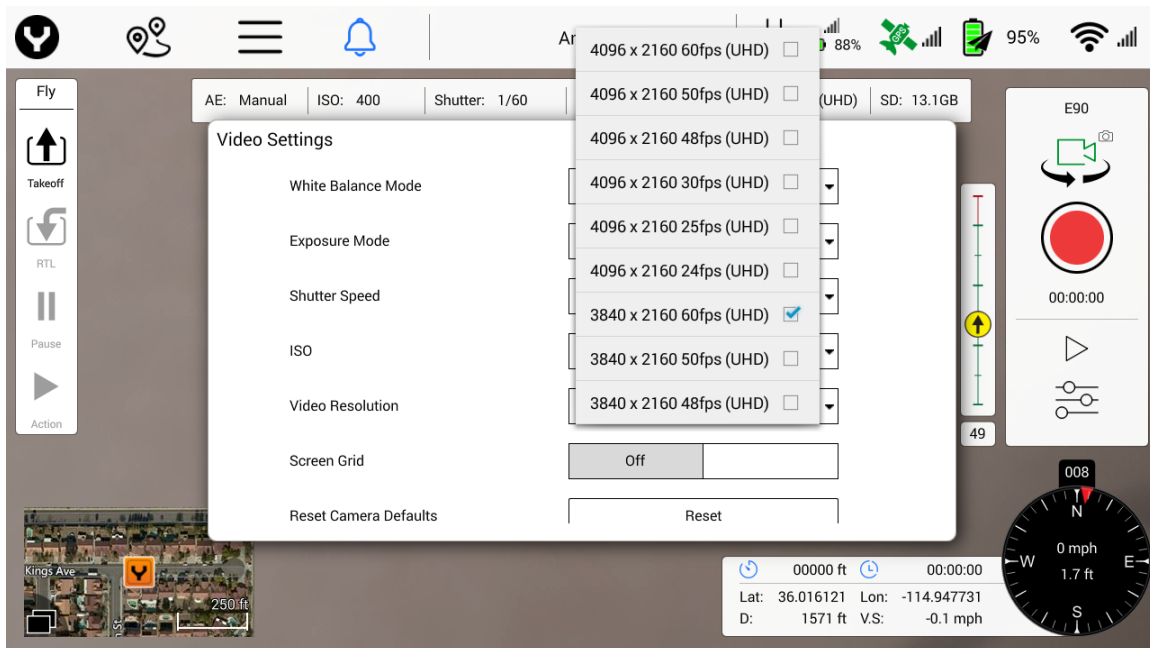 88%
GPS
95%
Fly
Takeoff
RTL
Pause
Action
AE: Manual
ISO: 400
Shutter: 1/60
(UHD)
SD: 13.1GB
Video Settings
White Balance Mode
Exposure Mode
Shutter Speed
ISO
Video Resolution
Screen Grid
Off
Reset Camera Defaults
Reset
4096 x 2160 60fps (UHD)
4096 x 2160 50fps (UHD)
4096 x 2160 48fps (UHD)
4096 x 2160 30fps (UHD)
4096 x 2160 25fps (UHD)
4096 x 2160 24fps (UHD)
3840 x 2160 60fps (UHD)
3840 x 2160 50fps (UHD)
3840 x 2160 48fps (UHD)
E90
00:00:00
49
008
N
W
E
S
0 mph
1.7 ft
Kings Ave
250 ft
St
00000 ft 00:00:00
Lat: 36.016121 Lon: -114.947731
D: 1571 ft V.S: -0.1 mph